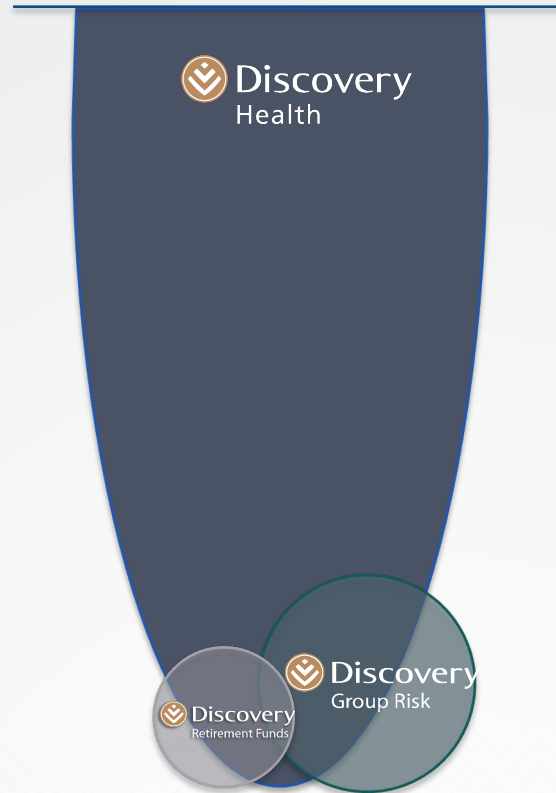 Discovery
Health
Discovery
Group Risk
Discovery
Retirement Funds